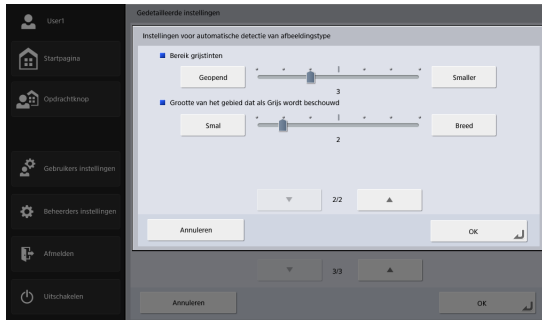 User1
Startpagina
Opdrachtknop
Gebruikers instellingen
Beheerders instellingen
Afmelden
Uitschakelen
Gedetailleerde instellingen
Instellingen voor automatische detectie van afbeeldingstype
Bereik grijstinten
Geopend
Smaller
3
Grootte van het gebied dat als Grijs wordt beschouwd
Smal
Breed
2
2/2
Annuleren
OK
3/3
Annuleren
OK